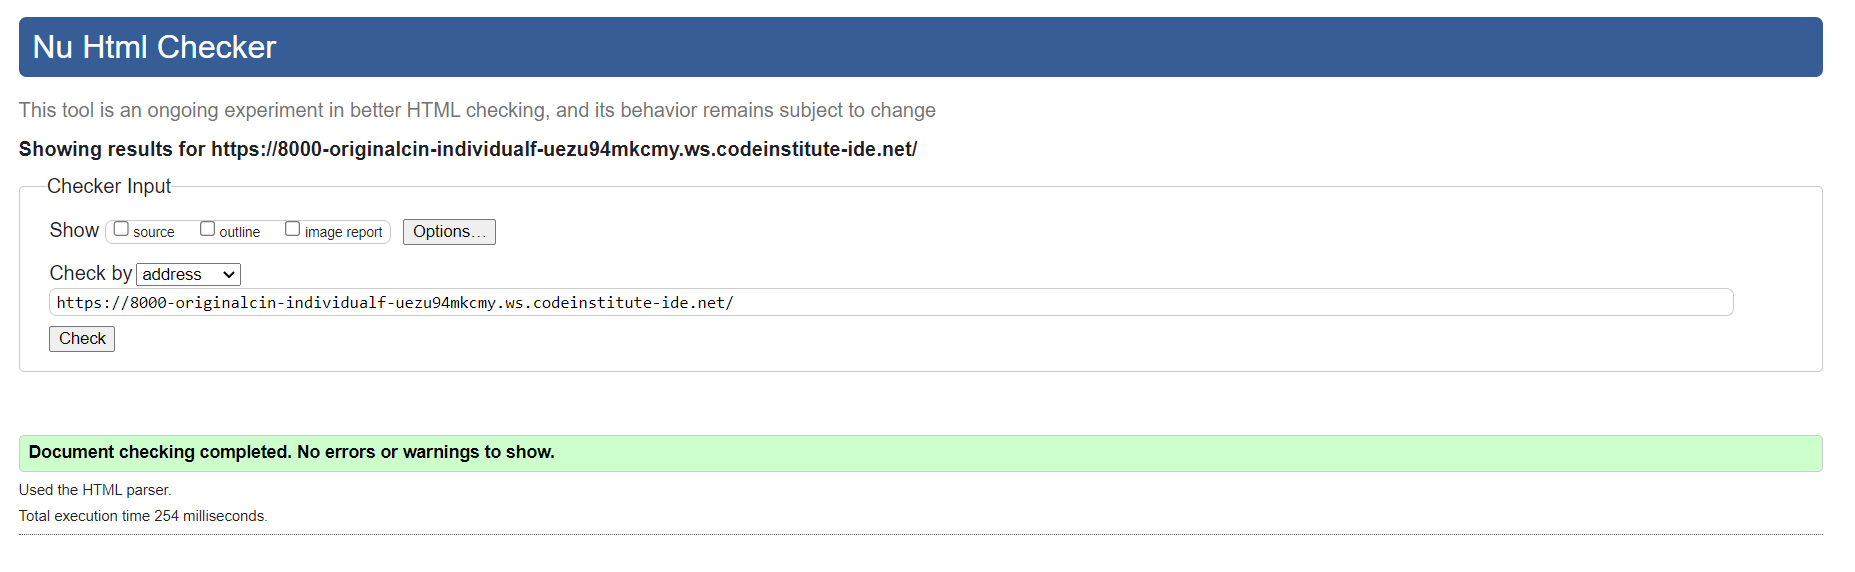 Nu Html Checker
This tool is an ongoing experiment in better HTML checking, and its behavior remains subject to change
Showing results for https://8000-originalcin-individualf-uezu94mkcmy.ws.codeinstitute-ide.net/
Checker Input
Show source outline image report Options...
Check by address
https://8000-originalcin-individualf-uezu94mkcmy.ws.codeinstitute-ide.net/
Check
Document checking completed. No errors or warnings to show.
Used the HTML parser.
Total execution time 254 milliseconds.